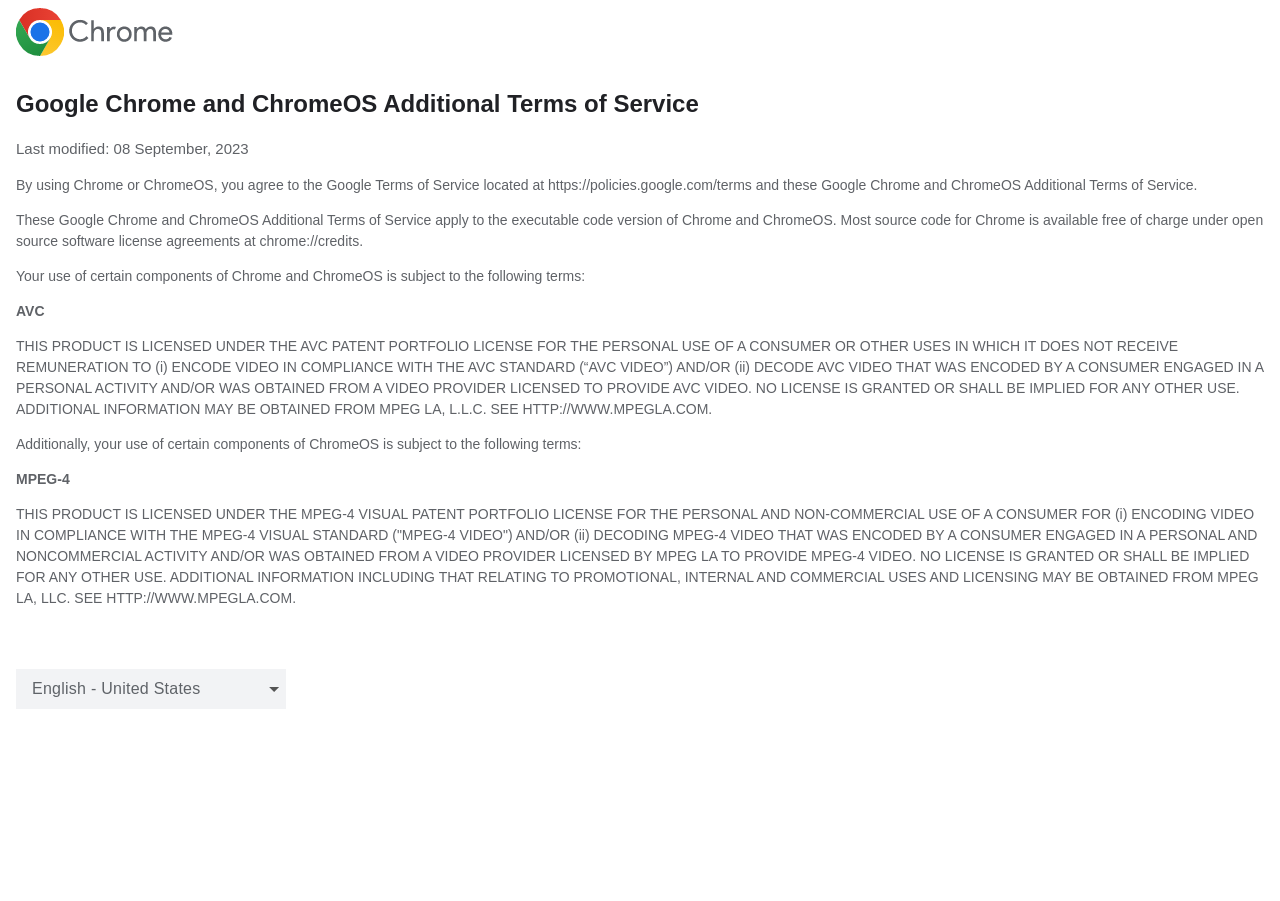 Chrome
Google Chrome and ChromeOS Additional Terms of Service
Last modified: 08 September, 2023
By using Chrome or ChromeOS, you agree to the Google Terms of Service located at https://policies.google.com/terms and these Google Chrome and ChromeOS Additional Terms of Service.
These Google Chrome and ChromeOS Additional Terms of Service apply to the executable code version of Chrome and ChromeOS. Most source code for Chrome is available free of charge under open
source software license agreements at chrome://credits.
Your use of certain components of Chrome and ChromeOS is subject to the following terms:
AVC
THIS PRODUCT IS LICENSED UNDER THE AVC PATENT PORTFOLIO LICENSE FOR THE PERSONAL USE OF A CONSUMER OR OTHER USES IN WHICH IT DOES NOT RECEIVE
REMUNERATION TO (i) ENCODE VIDEO IN COMPLIANCE WITH THE AVC STANDARD (“AVC VIDEO”) AND/OR (ii) DECODE AVC VIDEO THAT WAS ENCODED BY A CONSUMER ENGAGED IN A
PERSONAL ACTIVITY AND/OR WAS OBTAINED FROM A VIDEO PROVIDER LICENSED TO PROVIDE AVC VIDEO. NO LICENSE IS GRANTED OR SHALL BE IMPLIED FOR ANY OTHER USE.
ADDITIONAL INFORMATION MAY BE OBTAINED FROM MPEG LA, L.L.C. SEE HTTP://WWW.MPEGLA.COM.
Additionally, your use of certain components of ChromeOS is subject to the following terms:
MPEG-4
THIS PRODUCT IS LICENSED UNDER THE MPEG-4 VISUAL PATENT PORTFOLIO LICENSE FOR THE PERSONAL AND NON-COMMERCIAL USE OF A CONSUMER FOR (i) ENCODING VIDEO
IN COMPLIANCE WITH THE MPEG-4 VISUAL STANDARD ("MPEG-4 VIDEO") AND/OR (ii) DECODING MPEG-4 VIDEO THAT WAS ENCODED BY A CONSUMER ENGAGED IN A PERSONAL AND
NONCOMMERCIAL ACTIVITY AND/OR WAS OBTAINED FROM A VIDEO PROVIDER LICENSED BY MPEG LA TO PROVIDE MPEG-4 VIDEO. NO LICENSE IS GRANTED OR SHALL BE IMPLIED
FOR ANY OTHER USE. ADDITIONAL INFORMATION INCLUDING THAT RELATING TO PROMOTIONAL, INTERNAL AND COMMERCIAL USES AND LICENSING MAY BE OBTAINED FROM MPEG
LA, LLC. SEE HTTP://WWW.MPEGLA.COM.
English - United States